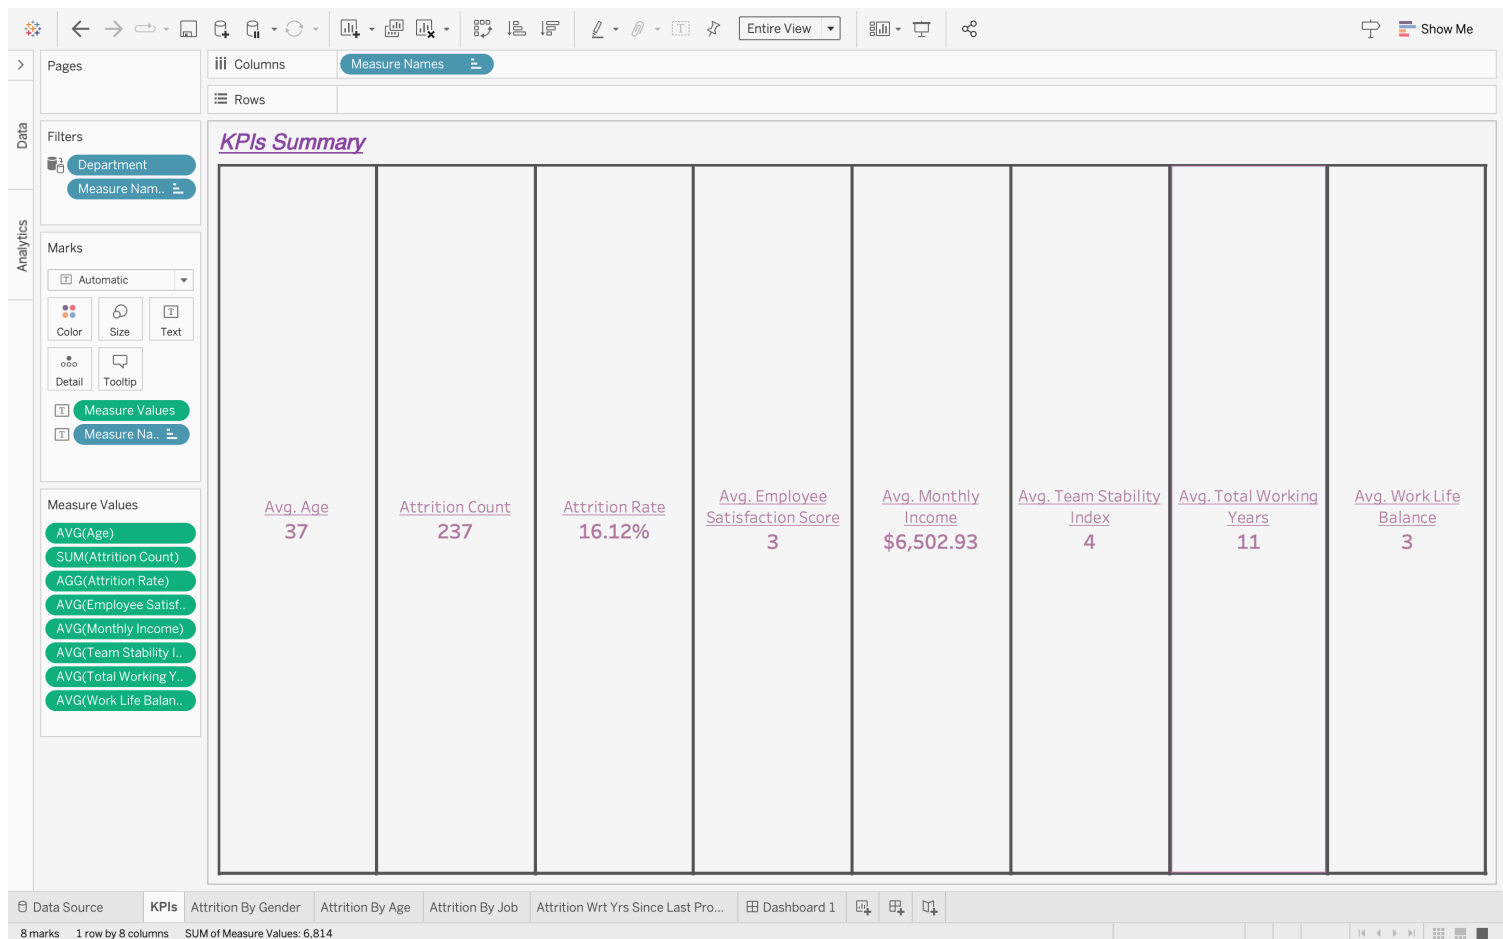 Entire View
Show Me
Pages
Columns
Measure Names
Rows
Data
Analytics
Filters
Department
Measure Nam..
Marks
Automatic
Color
Size
Text
Detail
Tooltip
Measure Values
Measure Na..
Measure Values
AVG(Age)
SUM(Attrition Count)
AGG(Attrition Rate)
AVG(Employee Satisf..
AVG(Monthly Income)
AVG(Team Stability I..
AVG(Total Working Y..
AVG(Work Life Balan..
KPIs Summary
Avg. Age
37
Attrition Count
237
Attrition Rate
16.12%
Avg. Employee
Satisfaction Score
3
Avg. Monthly
Income
$6,502.93
Avg. Team Stability
Index
4
Avg. Total Working
Years
11
Avg. Work Life
Balance
3
Data Source
KPIs
Attrition By Gender
Attrition By Age
Attrition By Job
Attrition Wrt Yrs Since Last Pro...
Dashboard 1
8 marks
1 row by 8 columns
SUM of Measure Values: 6,814